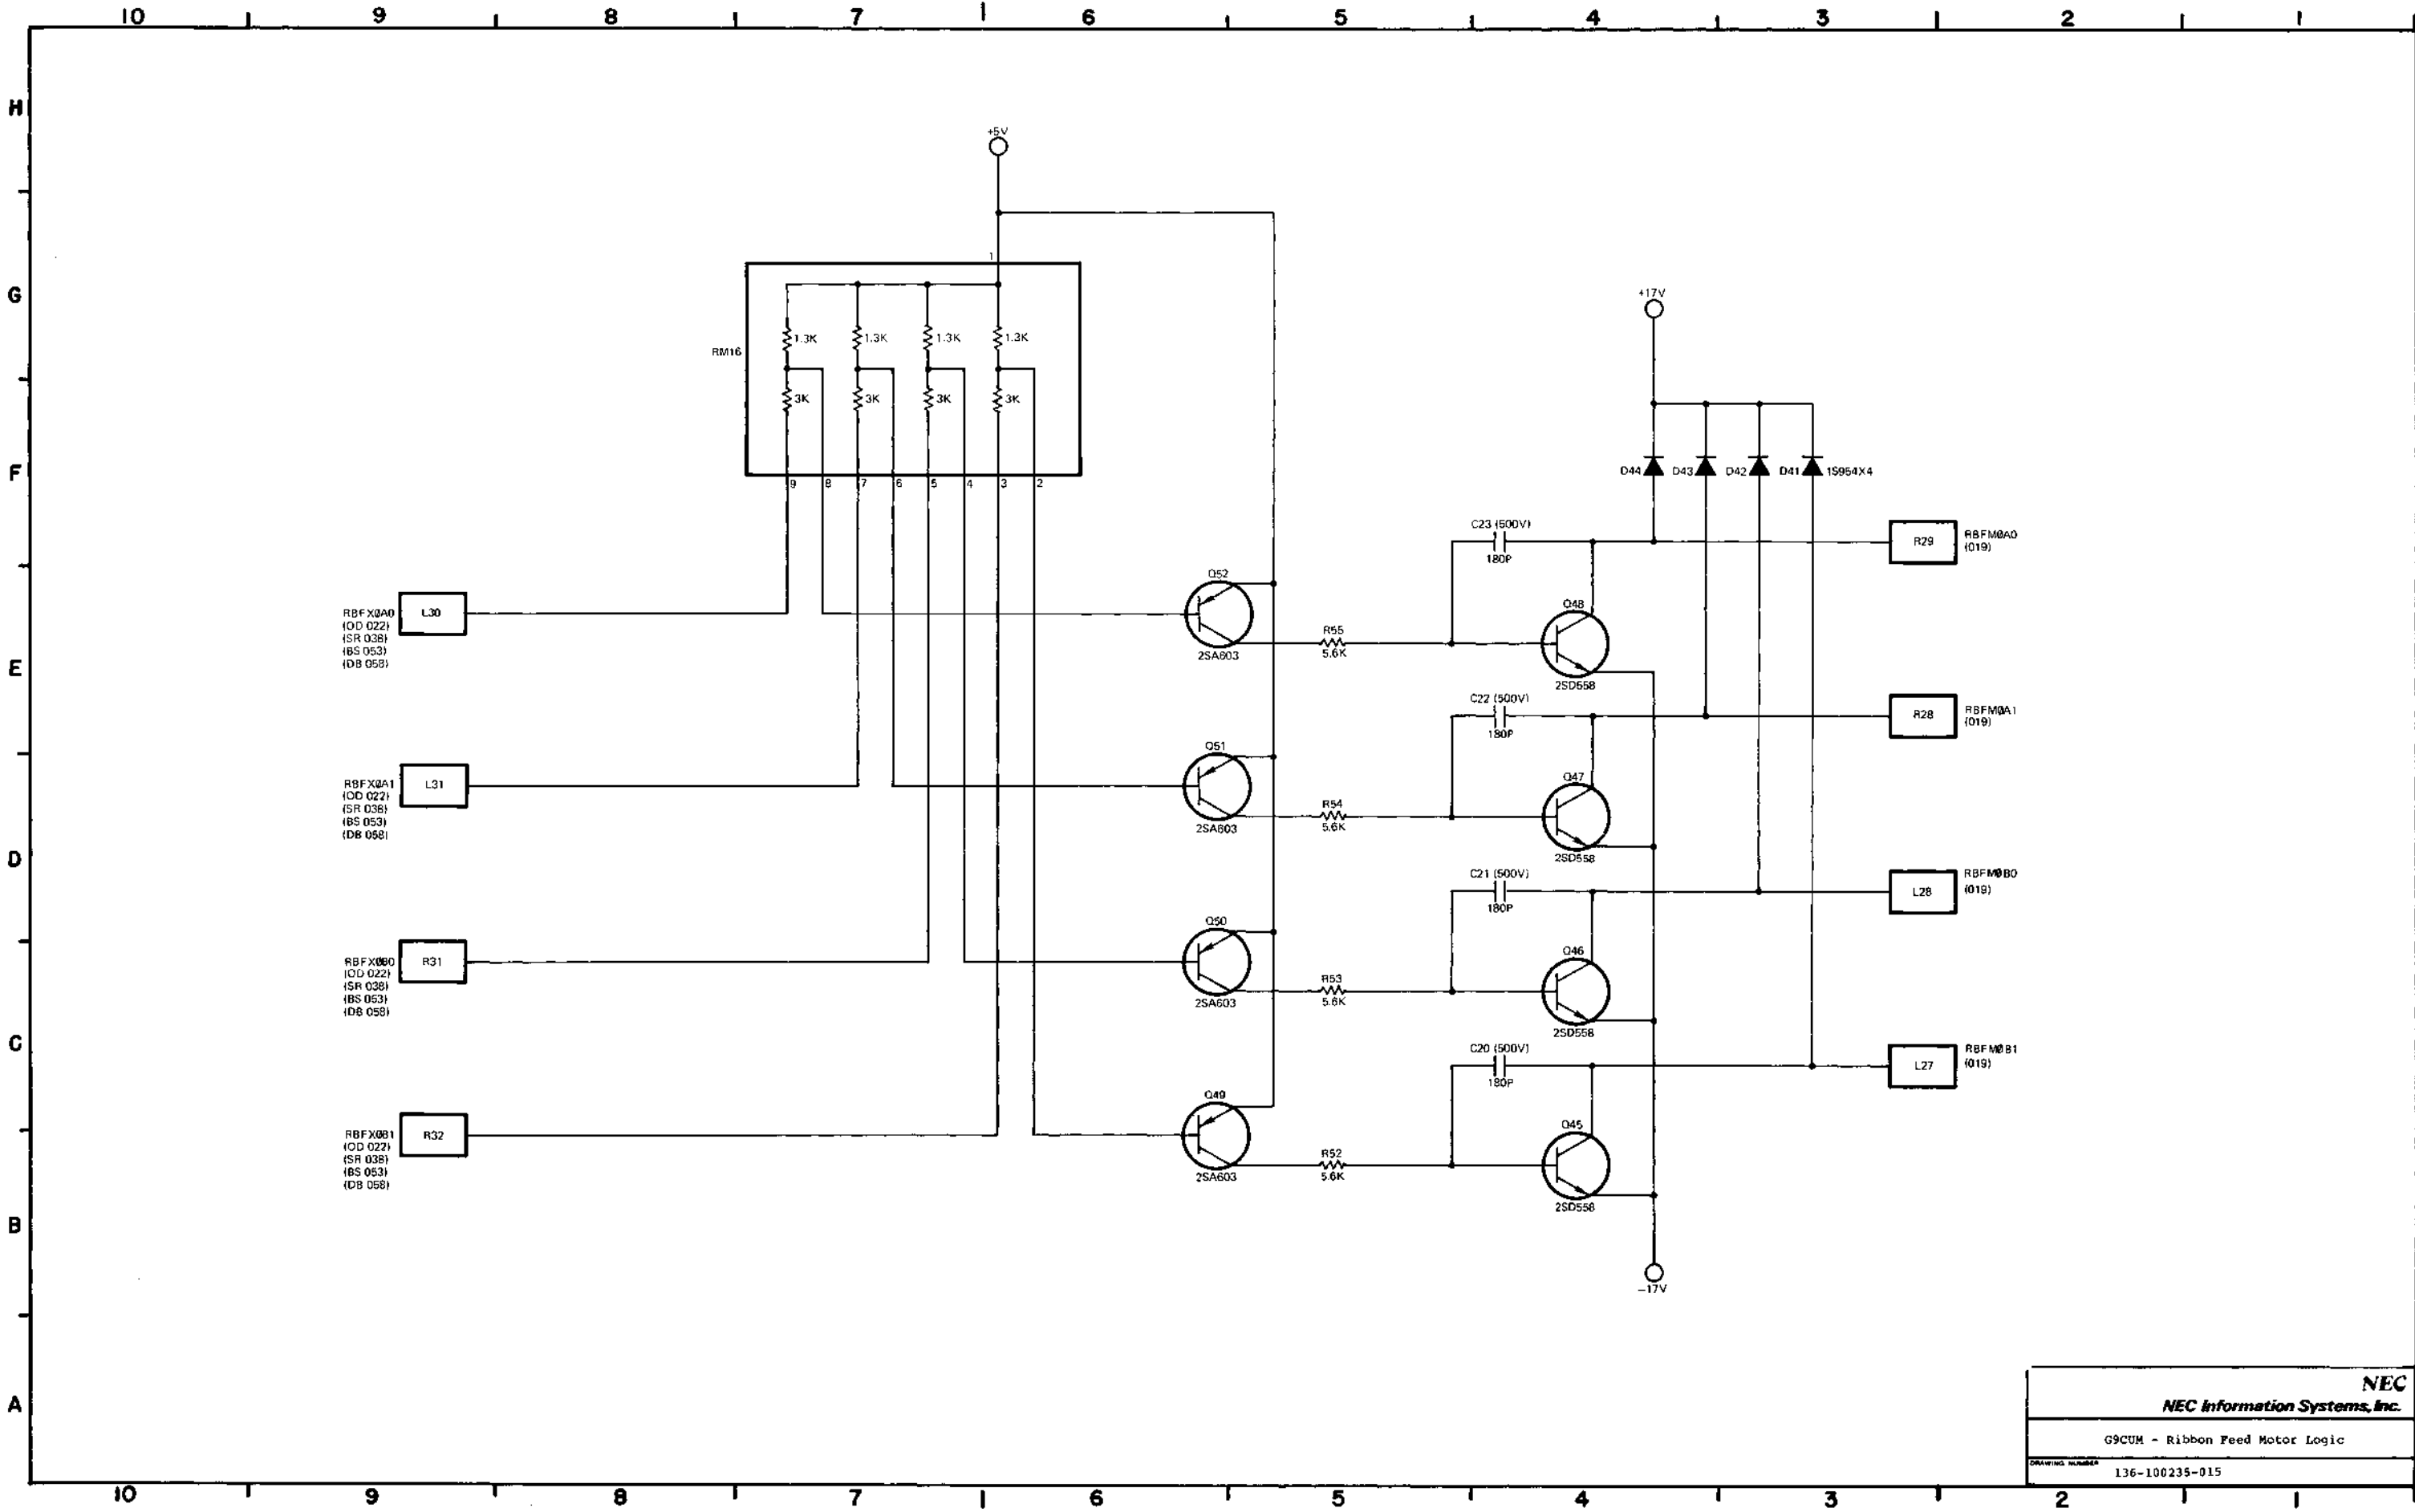 10 9 8 7 6 5 4 3 2 1
H
G
F
E
D
C
B
A
+5V
1
RM16
1.3K 1.3K 1.3K 1.3K
3K 3K 3K 3K
9 8 7 6 5 4 3 2
+17V
D44 D43 D42 D41 1S954X4
RBFX0A0
(OD 022)
(SR 038)
(BS 053)
(DB 058)
L30
Q52
2SA603
R55
5.6K
C23 (500V)
180P
Q48
2SD558
R29
RBFM0A0
(019)
RBFX0A1
(OD 022)
(SR 038)
(BS 053)
(DB 058)
L31
Q51
2SA603
R54
5.6K
C22 (500V)
180P
Q47
2SD558
R28
RBFM0A1
(019)
RBFX0B0
(OD 022)
(SR 038)
(BS 053)
(DB 058)
R31
Q50
2SA603
R53
5.6K
C21 (500V)
180P
Q46
2SD558
L28
RBFM0B0
(019)
RBFX0B1
(OD 022)
(SR 038)
(BS 053)
(DB 058)
R32
Q49
2SA603
R52
5.6K
C20 (500V)
180P
Q45
2SD558
L27
RBFM0B1
(019)
-17V
NEC
NEC Information Systems, Inc.
G9CUM - Ribbon Feed Motor Logic
DRAWING NUMBER
136-100235-015
10 9 8 7 6 5 4 3 2 1